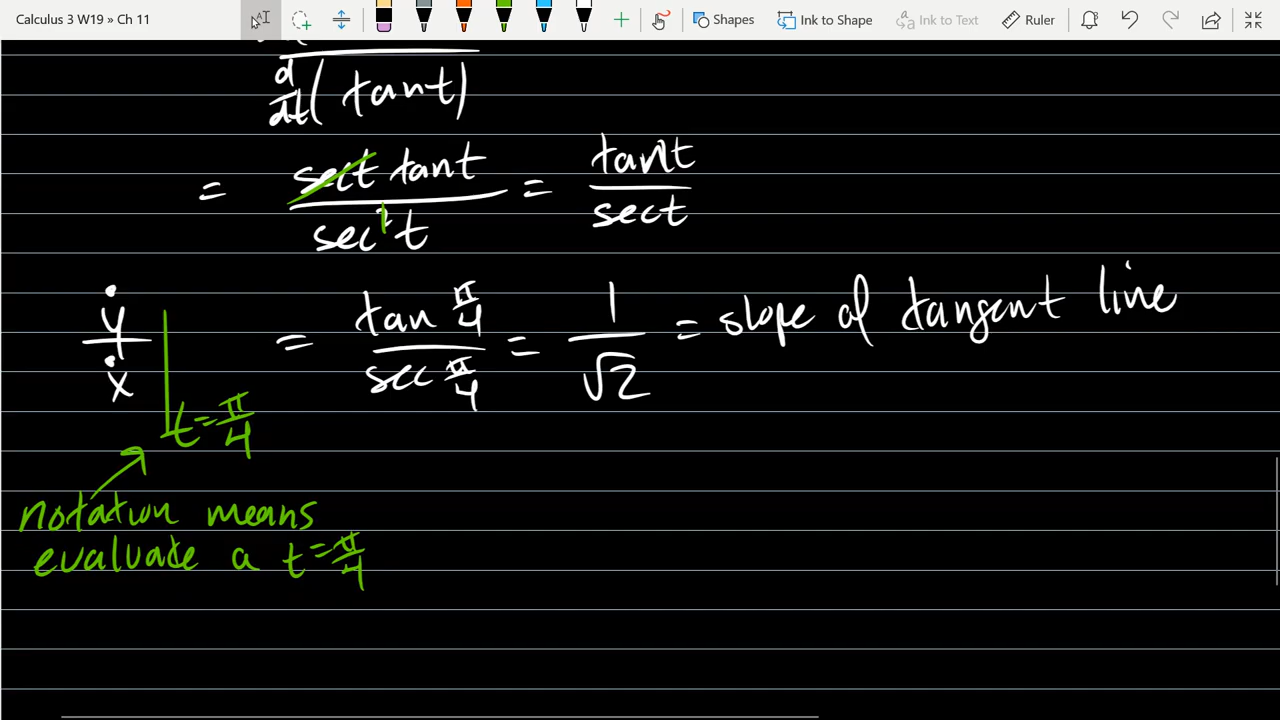 Calculus 3 W19 » Ch 11
Shapes Ink to Shape Ink to Text Ruler
d/dt( tant)
= sect tant / sec²t = tant / sect
ẏ/ẋ | t=π/4 = tan π/4 / sec π/4 = 1/√2 = slope of tangent line
notation means
evaluate a t=π/4